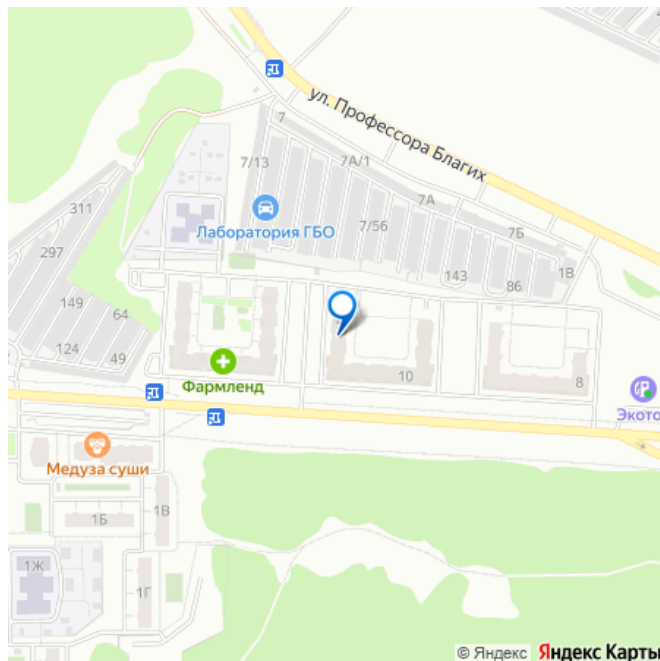 ул. Профессора Благих
7
7/13
7А/1
7А
7/56
7Б
Лаборатория ГБО
311
297
149
64
124
49
143
86
1В
Фармленд
10
8
Экото
Медуза суши
1Б
1В
1Ж
1Г
© Яндекс Яндекс Карты